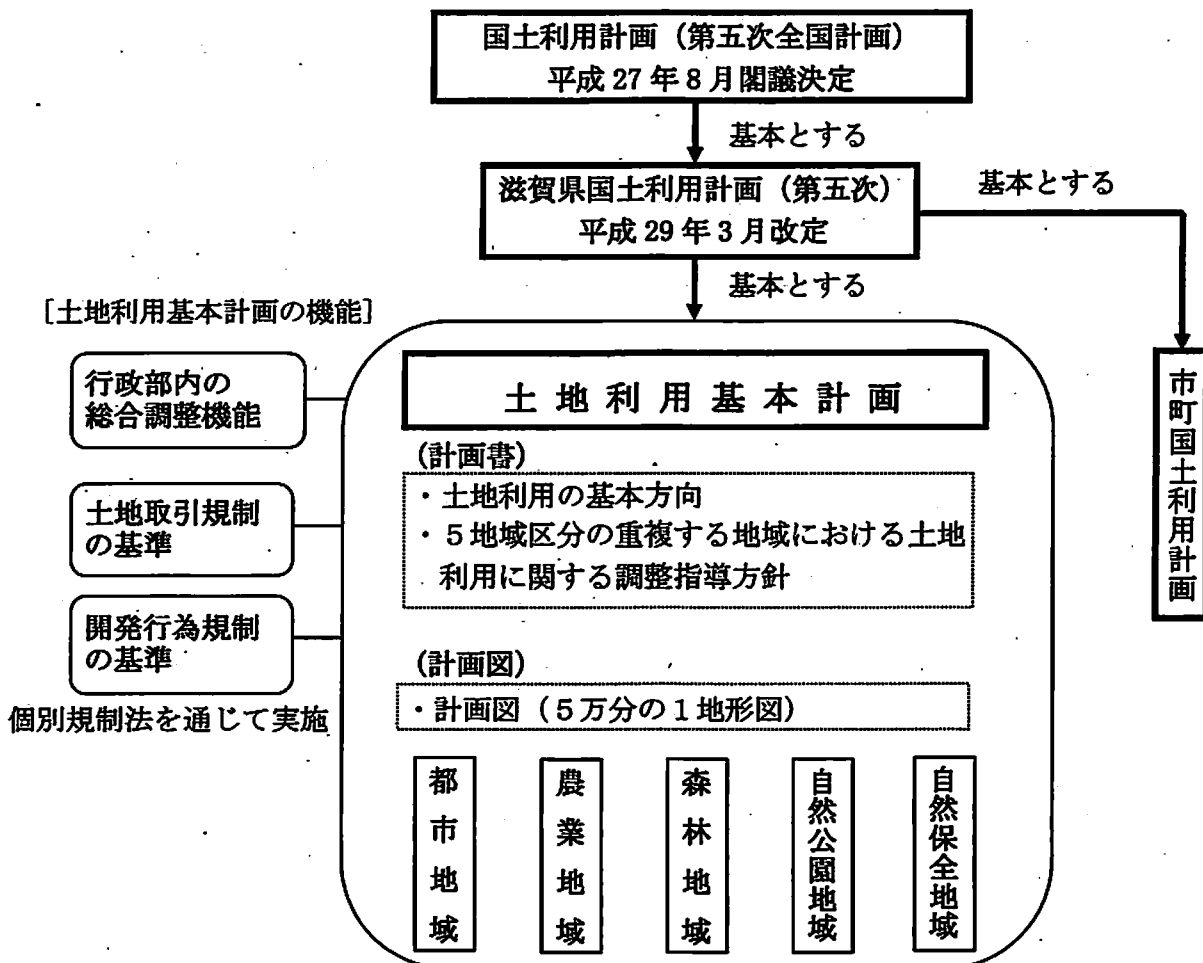 国土利用計画（第五次全国計画）
平成 27 年 8 月閣議決定
基本とする
滋賀県国土利用計画（第五次）
平成 29 年 3 月改定
基本とする
基本とする
［土地利用基本計画の機能］
行政部内の
総合調整機能
土地取引規制
の基準
開発行為規制
の基準
個別規制法を通じて実施
土地利用基本計画
（計画書）
・土地利用の基本方向
・５地域区分の重複する地域における土地
利用に関する調整指導方針
（計画図）
・計画図（５万分の１地形図）
都市地域
農業地域
森林地域
自然公園地域
自然保全地域
市町国土利用計画